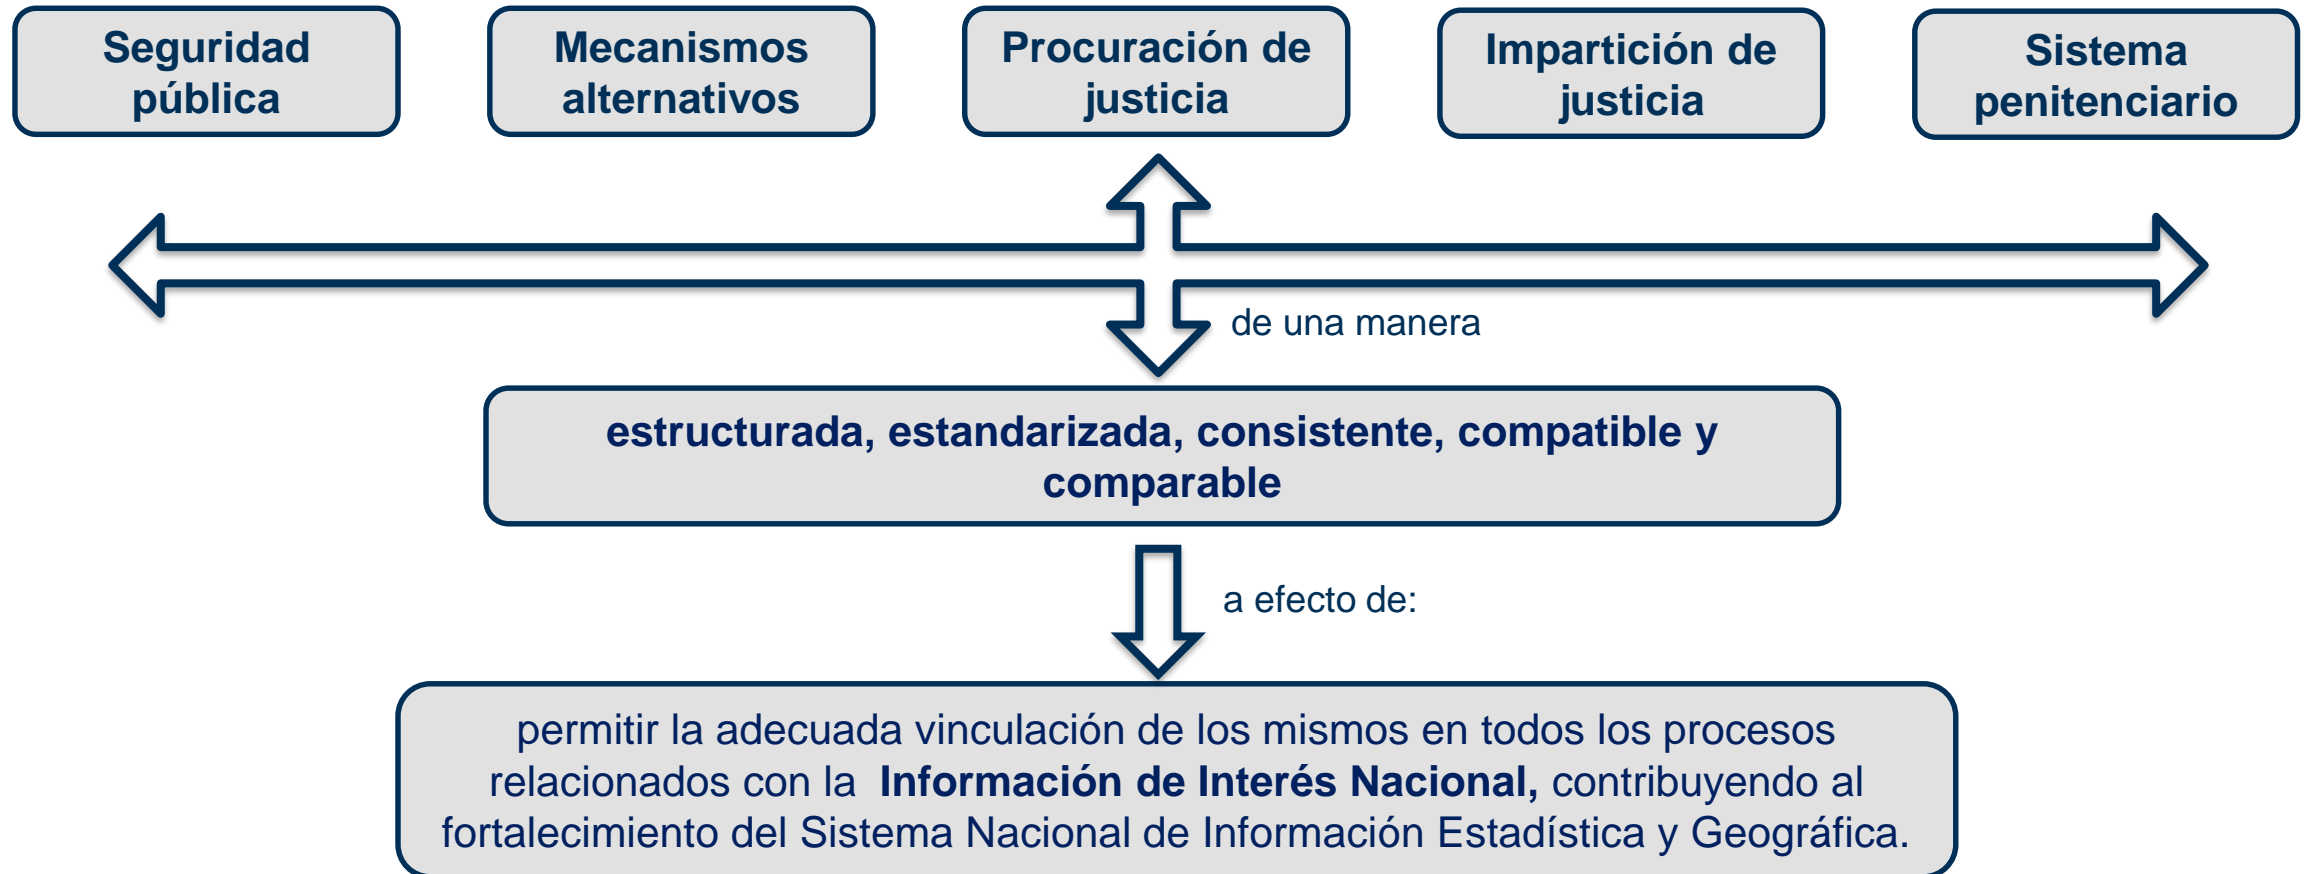 Seguridad
pública
Mecanismos
alternativos
Procuración de
justicia
Impartición de
justicia
Sistema
penitenciario
de una manera
estructurada, estandarizada, consistente, compatible y
comparable
a efecto de:
permitir la adecuada vinculación de los mismos en todos los procesos
relacionados con la Información de Interés Nacional, contribuyendo al
fortalecimiento del Sistema Nacional de Información Estadística y Geográfica.